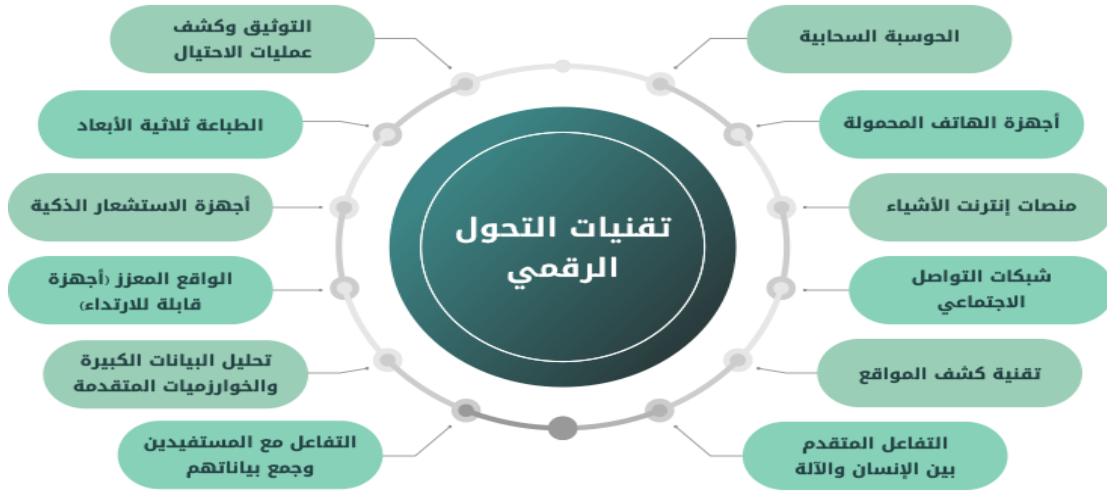 تقنيات التحول
الرقمي
الحوسبة السحابية
أجهزة الهاتف المحمولة
منصات إنترنت الأشياء
شبكات التواصل
الاجتماعي
تقنية كشف المواقع
التفاعل المتقدم
بين الإنسان والآلة
التوثيق وكشف
عمليات الاحتيال
الطباعة ثلاثية الأبعاد
أجهزة الاستشعار الذكية
الواقع المعزز (أجهزة
قابلة للارتداء)
تحليل البيانات الكبيرة
والخوارزميات المتقدمة
التفاعل مع المستفيدين
وجمع بياناتهم